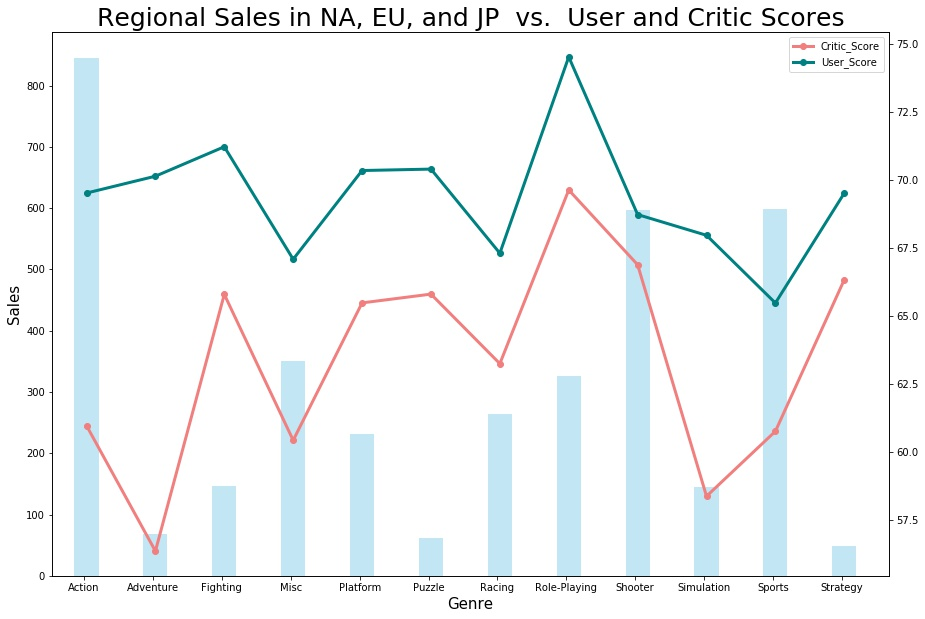 Regional Sales in NA, EU, and JP  vs.  User and Critic Scores
Critic_Score
User_Score
Sales
800
700
600
500
400
300
200
100
0
75.0
72.5
70.0
67.5
65.0
62.5
60.0
57.5
Action Adventure Fighting Misc Platform Puzzle Racing Role-Playing Shooter Simulation Sports Strategy
Genre